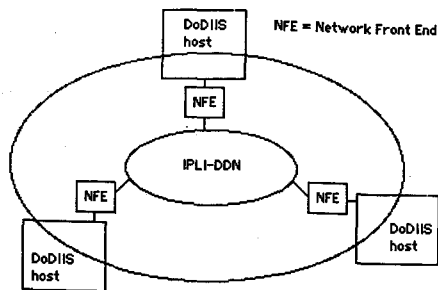 DoDIIS
host
NFE = Network Front End
NFE
IPLI-DDN
NFE
NFE
DoDIIS
host
DoDIIS
host